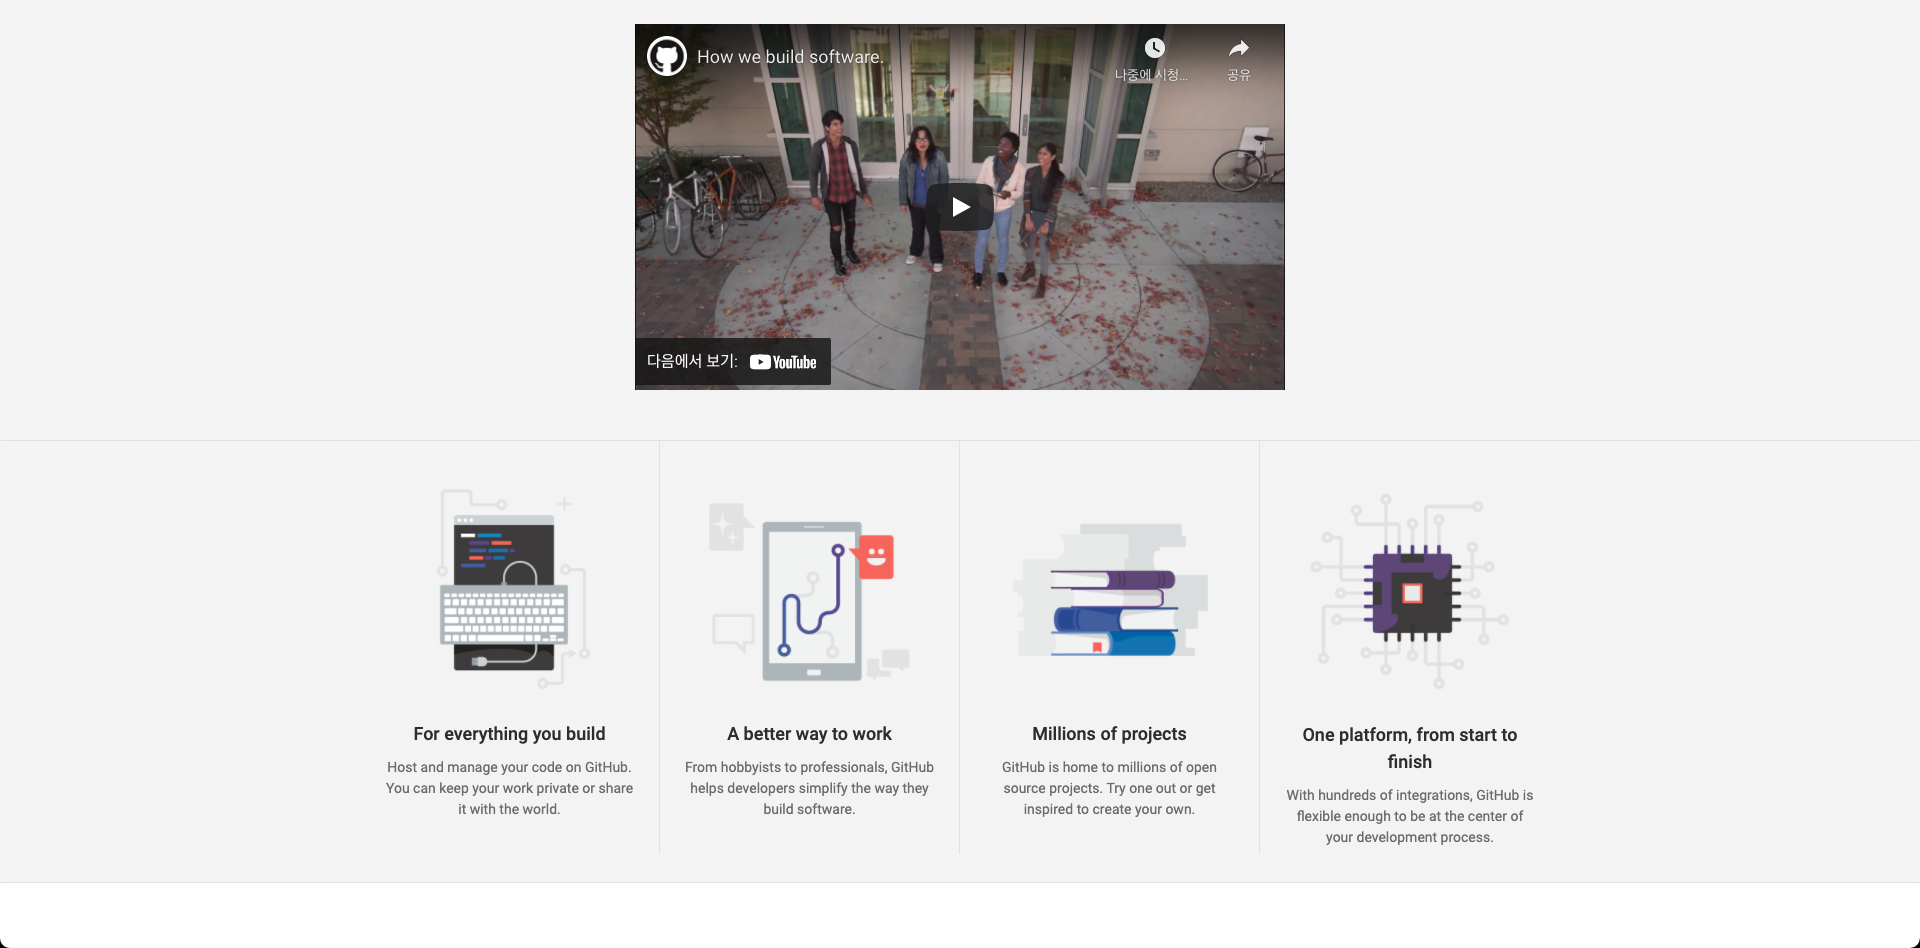 How we build software.
나중에 시청...
공유
다음에서 보기: YouTube
For everything you build
Host and manage your code on GitHub.
You can keep your work private or share
it with the world.
A better way to work
From hobbyists to professionals, GitHub
helps developers simplify the way they
build software.
Millions of projects
GitHub is home to millions of open
source projects. Try one out or get
inspired to create your own.
One platform, from start to
finish
With hundreds of integrations, GitHub is
flexible enough to be at the center of
your development process.